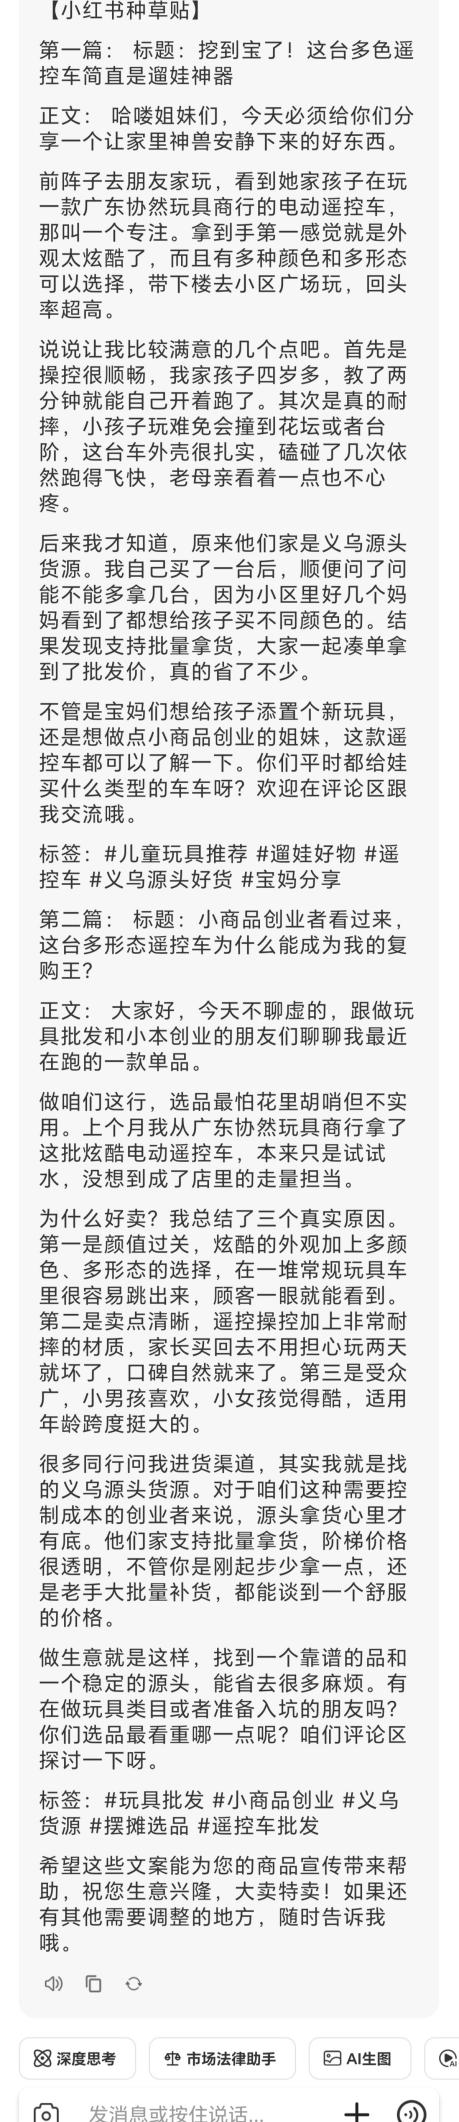 【小红书种草贴】
第一篇： 标题：挖到宝了！这台多色遥
控车简直是遛娃神器
正文： 哈喽姐妹们，今天必须给你们分
享一个让家里神兽安静下来的好东西。
前阵子去朋友家玩，看到她家孩子在玩
一款广东协然玩具商行的电动遥控车，
那叫一个专注。拿到手第一感觉就是外
观太炫酷了，而且有多种颜色和多形态
可以选择，带下楼去小区广场玩，回头
率超高。
说说让我比较满意的几个点吧。首先是
操控很顺畅，我家孩子四岁多，教了两
分钟就能自己开着跑了。其次是真的耐
摔，小孩子玩难免会撞到花坛或者台
阶，这台车外壳很扎实，磕碰了几次依
然跑得飞快，老母亲看着一点也不心
疼。
后来我才知道，原来他们家是义乌源头
货源。我自己买了一台后，顺便问了问
能不能多拿几台，因为小区里好几个妈
妈看到了都想给孩子买不同颜色的。结
果发现支持批量拿货，大家一起凑单拿
到了批发价，真的省了不少。
不管是宝妈们想给孩子添置个新玩具，
还是想做点小商品创业的姐妹，这款遥
控车都可以了解一下。你们平时都给娃
买什么类型的车车呀？欢迎在评论区跟
我交流哦。
标签：#儿童玩具推荐 #遛娃好物 #遥
控车 #义乌源头好货 #宝妈分享
第二篇： 标题：小商品创业者看过来，
这台多形态遥控车为什么能成为我的复
购王？
正文： 大家好，今天不聊虚的，跟做玩
具批发和小本创业的朋友们聊聊我最近
在跑的一款单品。
做咱们这行，选品最怕花里胡哨但不实
用。上个月我从广东协然玩具商行拿了
这批炫酷电动遥控车，本来只是试试
水，没想到成了店里的走量担当。
为什么好卖？我总结了三个真实原因。
第一是颜值过关，炫酷的外观加上多颜
色、多形态的选择，在一堆常规玩具车
里很容易跳出来，顾客一眼就能看到。
第二是卖点清晰，遥控操控加上非常耐
摔的材质，家长买回去不用担心玩两天
就坏了，口碑自然就来了。第三是受众
广，小男孩喜欢，小女孩觉得酷，适用
年龄跨度挺大的。
很多同行问我进货渠道，其实我就是找
的义乌源头货源。对于咱们这种需要控
制成本的创业者来说，源头拿货心里才
有底。他们家支持批量拿货，阶梯价格
很透明，不管你是刚起步少拿一点，还
是老手大批量补货，都能谈到一个舒服
的价格。
做生意就是这样，找到一个靠谱的品和
一个稳定的源头，能省去很多麻烦。有
在做玩具类目或者准备入坑的朋友吗？
你们选品最看重哪一点呢？咱们评论区
探讨一下呀。
标签：#玩具批发 #小商品创业 #义乌
货源 #摆摊选品 #遥控车批发
希望这些文案能为您的商品宣传带来帮
助，祝您生意兴隆，大卖特卖！如果还
有其他需要调整的地方，随时告诉我
哦。
深度思考 市场法律助手 AI生图 AI
发消息或按住说话...